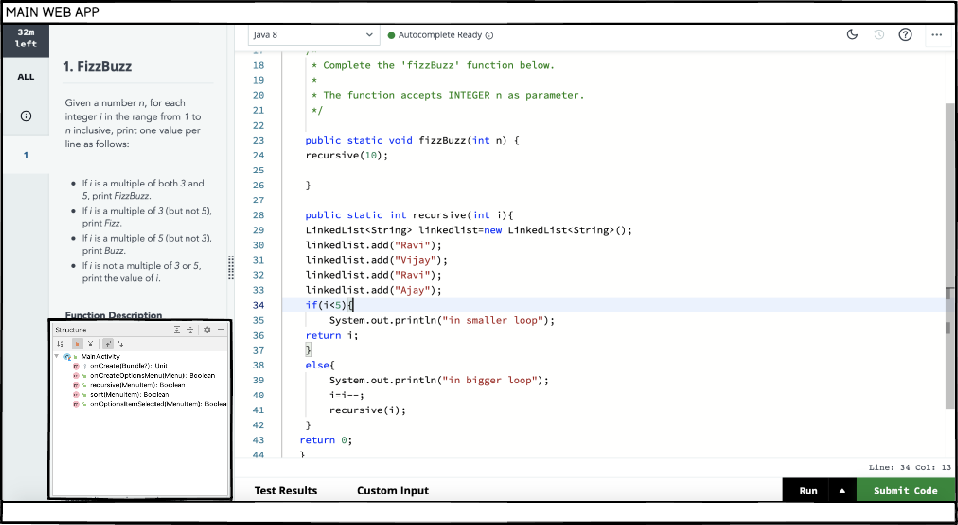 MAIN WEB APP
32m
left
ALL
1
1. FizzBuzz
Given a number n, for each
integer i in the range from 1 to
n inclusive, print one value per
line as follows:
• If i is a multiple of both 3 and
5, print FizzBuzz.
• If i is a multiple of 3 (but not 5),
print Fizz.
• If i is a multiple of 5 (but not 3),
print Buzz.
• If i is not a multiple of 3 or 5,
print the value of i.
Function Description
Structure
MainActivity
onCreate(Bundle?): Unit
onCreateOptionsMenu(Menu): Boolean
recursive(MenuItem): Boolean
sort(MenuItem): Boolean
onOptionsItemSelected(MenuItem): Boolea
Java 8
Autocomplete Ready
17 /*
18 * Complete the 'fizzBuzz' function below.
19 *
20 * The function accepts INTEGER n as parameter.
21 */
22
23 public static void fizzBuzz(int n) {
24 recursive(10);
25
26 }
27
28 public static int recursive(int i){
29 LinkedList<String> linkedlist=new LinkedList<String>();
30 linkedlist.add("Ravi");
31 linkedlist.add("Vijay");
32 linkedlist.add("Ravi");
33 linkedlist.add("Ajay");
34 if(i<5){
35 System.out.println("in smaller loop");
36 return i;
37 }
38 else{
39 System.out.println("in bigger loop");
40 i=i--;
41 recursive(i);
42 }
43 return 0;
44 }
Line: 34 Col: 13
Test Results
Custom Input
Run
Submit Code